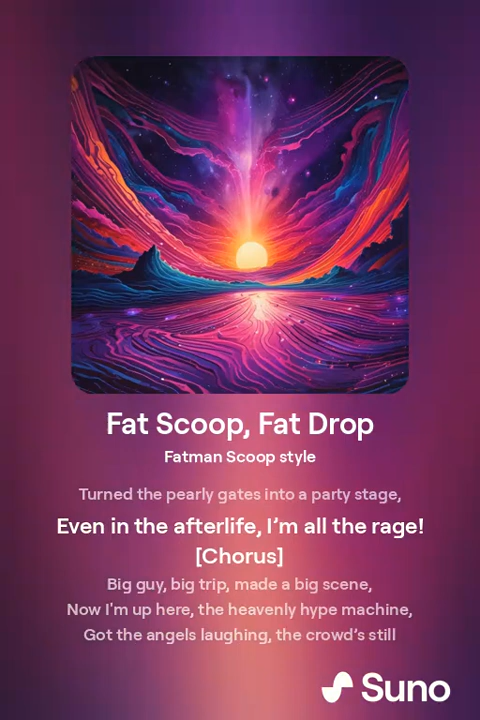 Fat Scoop, Fat Drop
Fatman Scoop style
Turned the pearly gates into a party stage,
Even in the afterlife, I’m all the rage!
[Chorus]
Big guy, big trip, made a big scene,
Now I'm up here, the heavenly hype machine,
Got the angels laughing, the crowd’s still
Suno